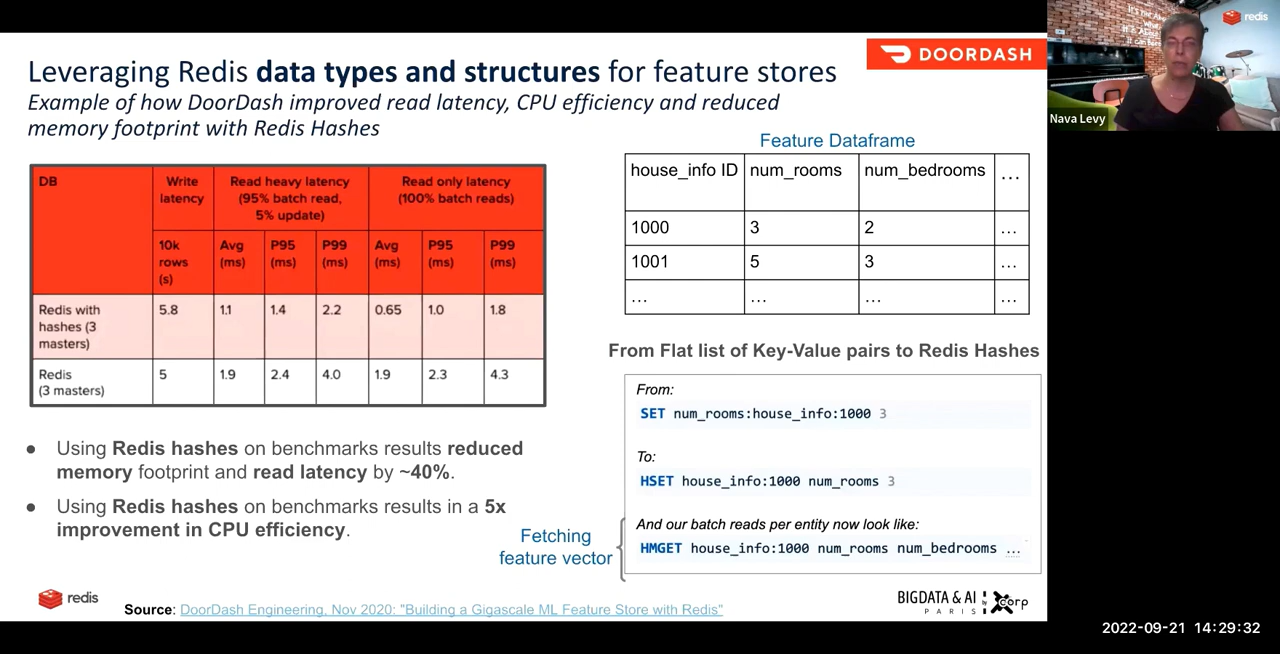 Leveraging Redis data types and structures for feature stores
Example of how DoorDash improved read latency, CPU efficiency and reduced
memory footprint with Redis Hashes
DOORDASH
redis
Nava Levy
DB
Write
latency
Read heavy latency
(95% batch read,
5% update)
Read only latency
(100% batch reads)
10k
rows
(s)
Avg
(ms)
P95
(ms)
P99
(ms)
Avg
(ms)
P95
(ms)
P99
(ms)
Redis with
hashes (3
masters)
5.8
1.1
1.4
2.2
0.65
1.0
1.8
Redis
(3 masters)
5
1.9
2.4
4.0
1.9
2.3
4.3
Using Redis hashes on benchmarks results reduced
memory footprint and read latency by ~40%.
Using Redis hashes on benchmarks results in a 5x
improvement in CPU efficiency.
Feature Dataframe
house_info ID num_rooms num_bedrooms ...
1000 3 2 ...
1001 5 3 ...
... ... ... ...
From Flat list of Key-Value pairs to Redis Hashes
From:
SET num_rooms:house_info:1000 3
To:
HSET house_info:1000 num_rooms 3
And our batch reads per entity now look like:
HMGET house_info:1000 num_rooms num_bedrooms ...
Fetching
feature vector
redis
Source: DoorDash Engineering, Nov 2020: "Building a Gigascale ML Feature Store with Redis"
BIGDATA & AI
PARIS
by
corp
2022-09-21 14:29:32